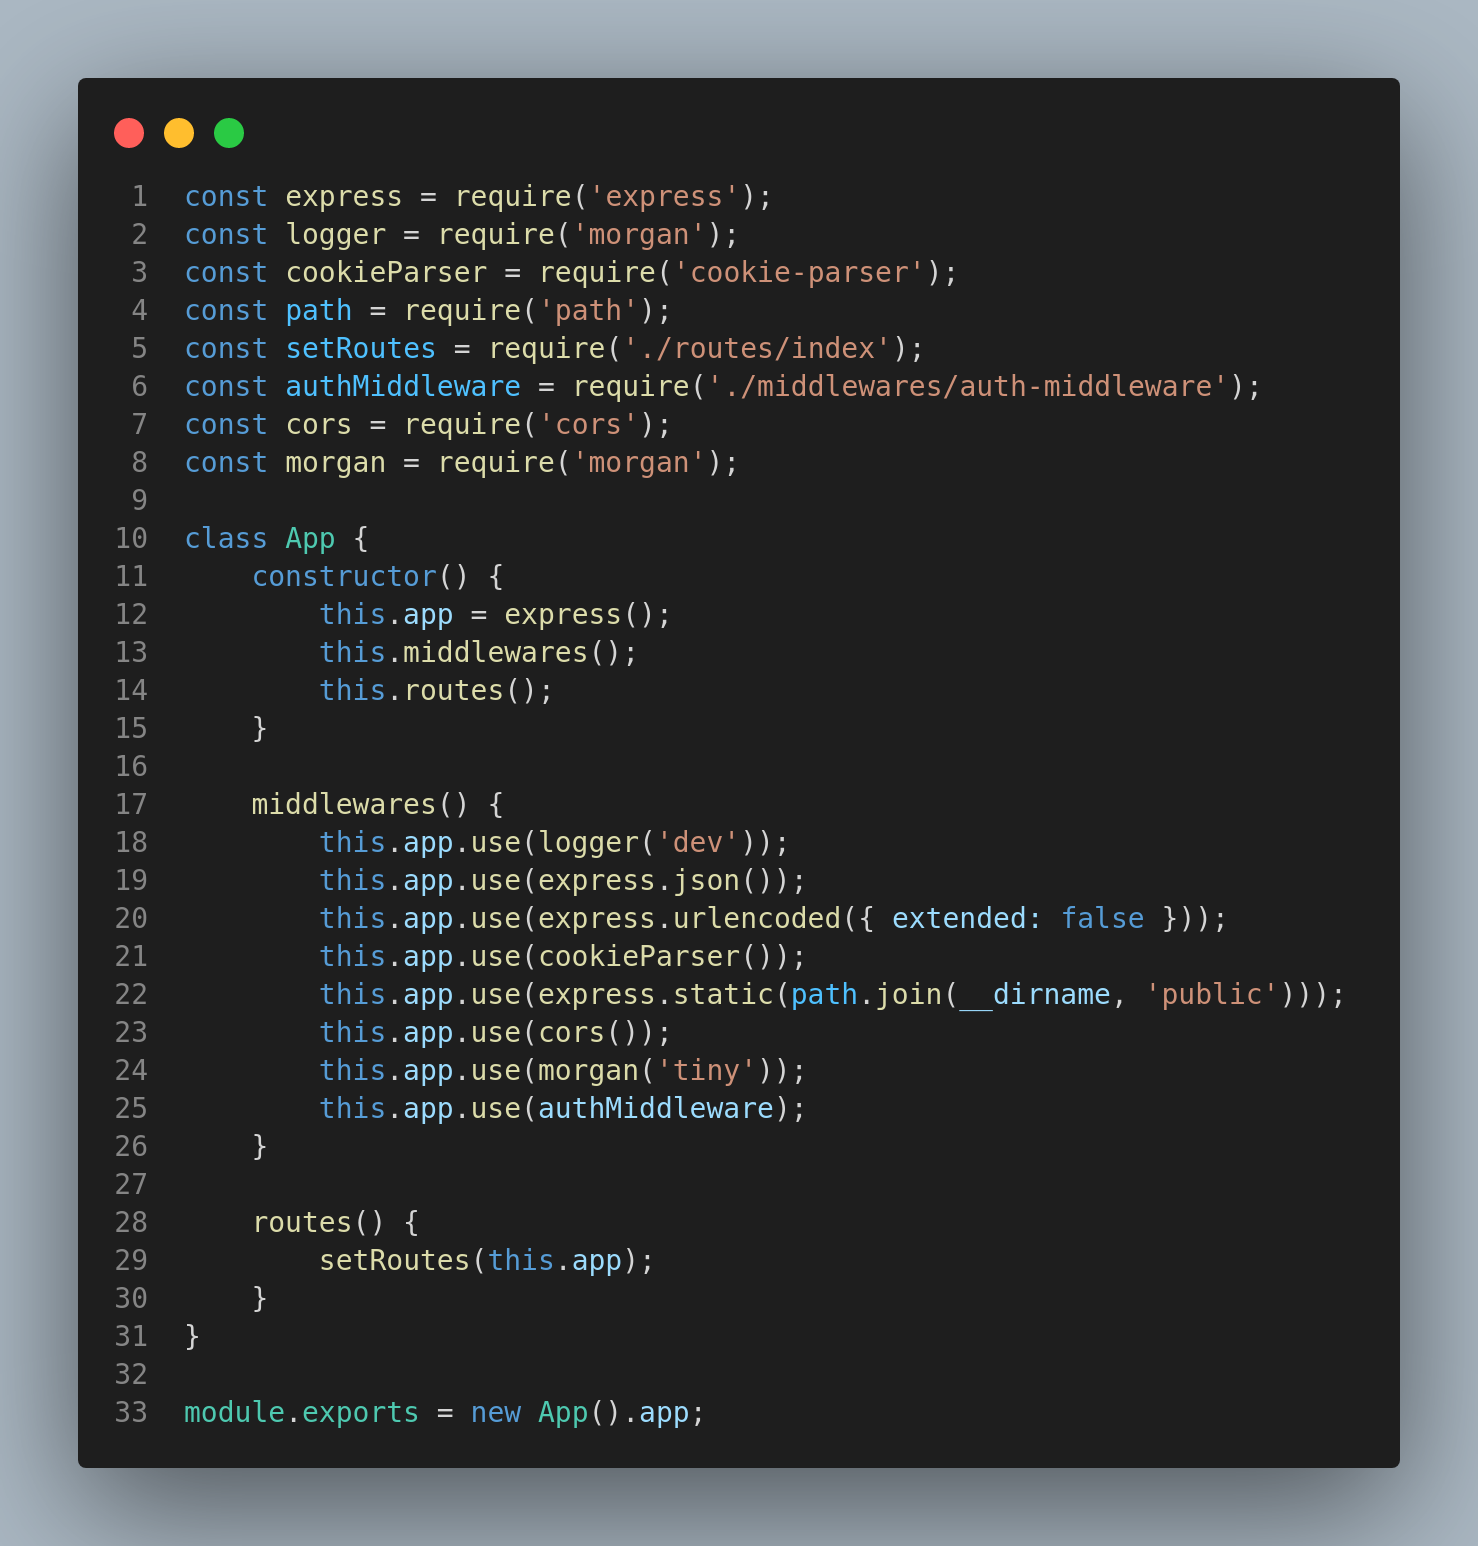 1 const express = require('express');
2 const logger = require('morgan');
3 const cookieParser = require('cookie-parser');
4 const path = require('path');
5 const setRoutes = require('./routes/index');
6 const authMiddleware = require('./middlewares/auth-middleware');
7 const cors = require('cors');
8 const morgan = require('morgan');
9
10 class App {
11     constructor() {
12         this.app = express();
13         this.middlewares();
14         this.routes();
15     }
16
17     middlewares() {
18         this.app.use(logger('dev'));
19         this.app.use(express.json());
20         this.app.use(express.urlencoded({ extended: false }));
21         this.app.use(cookieParser());
22         this.app.use(express.static(path.join(__dirname, 'public')));
23         this.app.use(cors());
24         this.app.use(morgan('tiny'));
25         this.app.use(authMiddleware);
26     }
27
28     routes() {
29         setRoutes(this.app);
30     }
31 }
32
33 module.exports = new App().app;